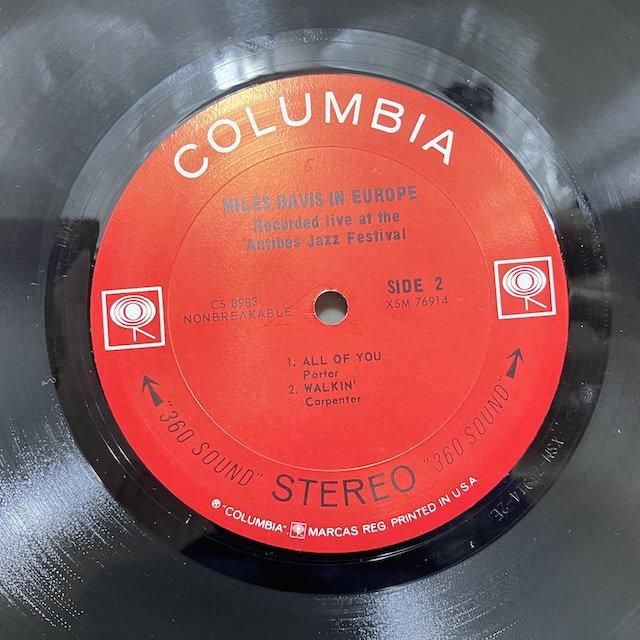 COLUMBIA
MILES DAVIS IN EUROPE
Recorded live at the
Antibes Jazz Festival
CS 8983
NONBREAKABLE
SIDE 2
XSM 76914
1. ALL OF YOU
Porter
2. WALKIN'
Carpenter
"360 SOUND" STEREO "360 SOUND"
® "COLUMBIA" MARCAS REG. PRINTED IN U.S.A.